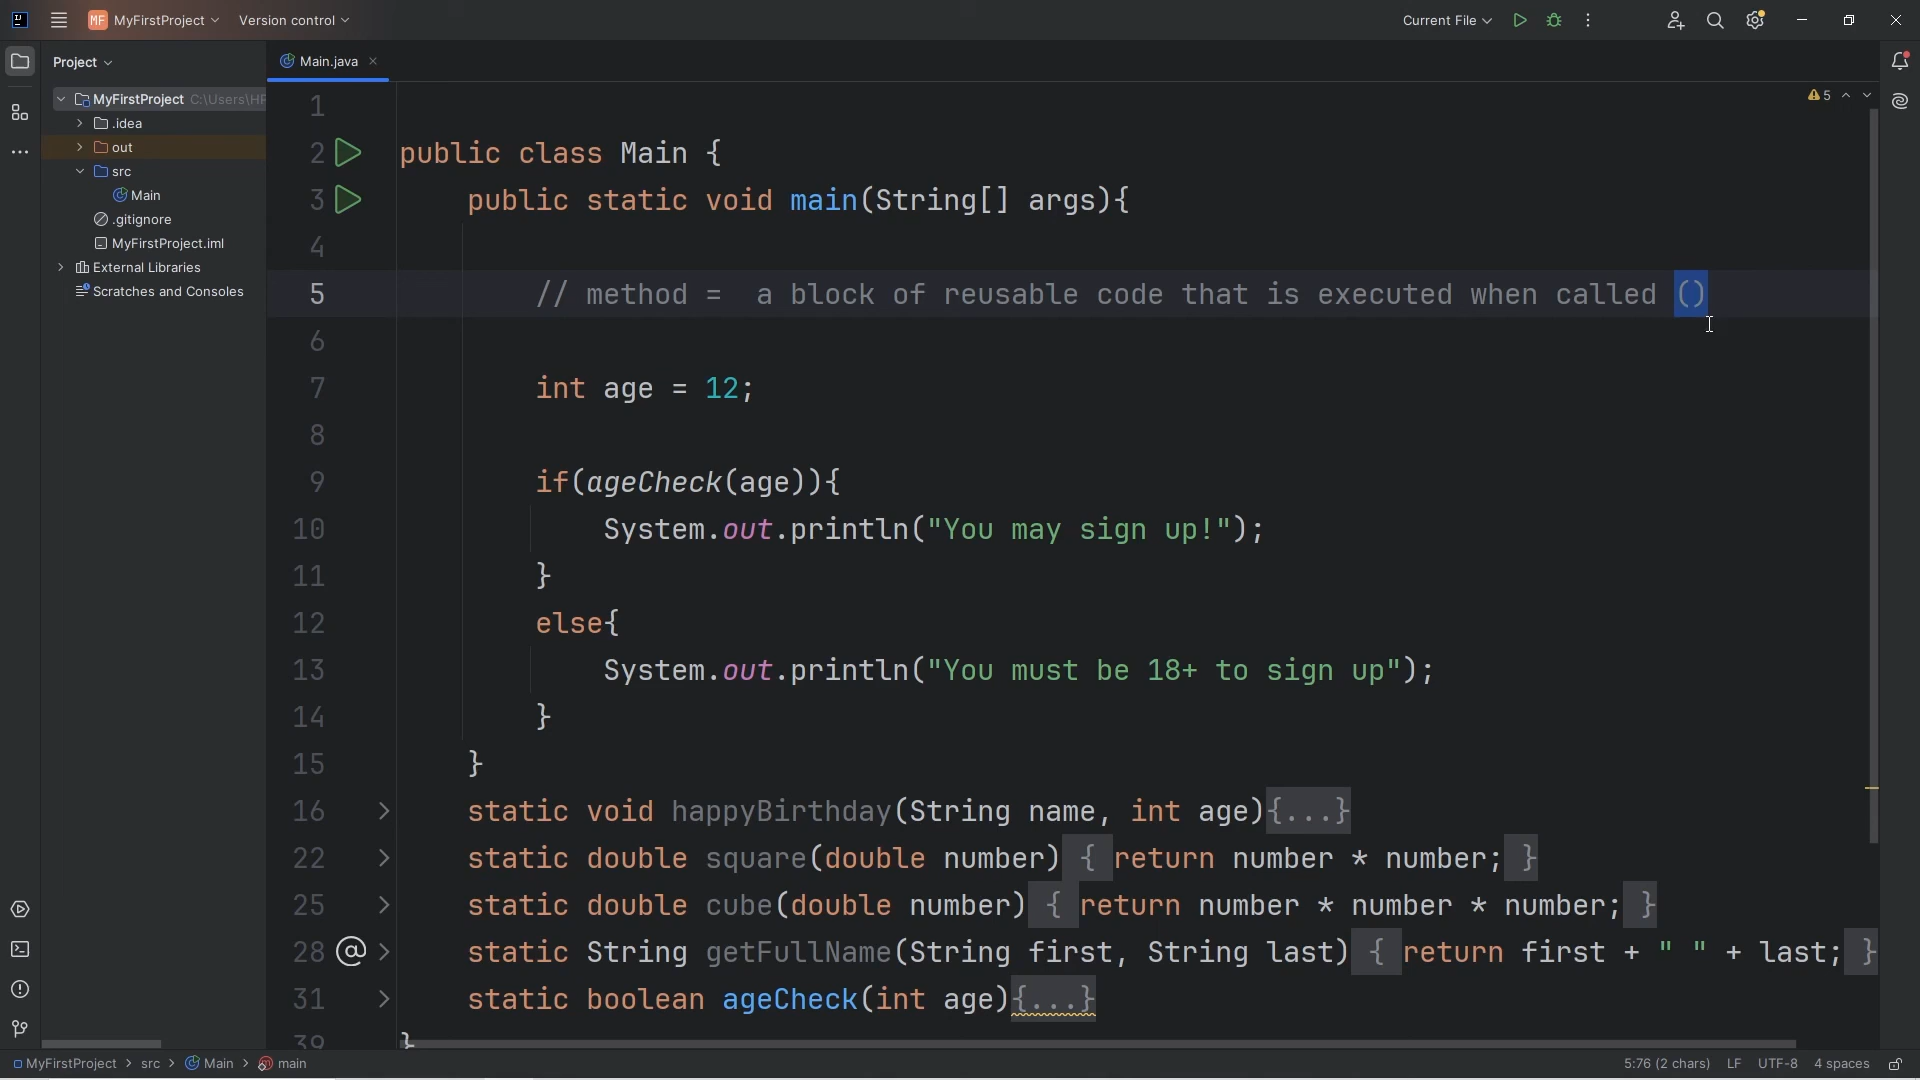 MF MyFirstProject Version control Current File
Project
Main.java
MyFirstProject C:\Users\HP
.idea
out
src
Main
.gitignore
MyFirstProject.iml
External Libraries
Scratches and Consoles
5
1
2 public class Main {
3 public static void main(String[] args){
4
5 // method =  a block of reusable code that is executed when called ()
6
7 int age = 12;
8
9 if(ageCheck(age)){
10 System.out.println("You may sign up!");
11 }
12 else{
13 System.out.println("You must be 18+ to sign up");
14 }
15 }
16 static void happyBirthday(String name, int age){...}
22 static double square(double number) { return number * number; }
25 static double cube(double number) { return number * number * number; }
28 @ static String getFullName(String first, String last) { return first + " " + last; }
31 static boolean ageCheck(int age){...}
39 }
MyFirstProject > src > Main > main 5:76 (2 chars) LF UTF-8 4 spaces